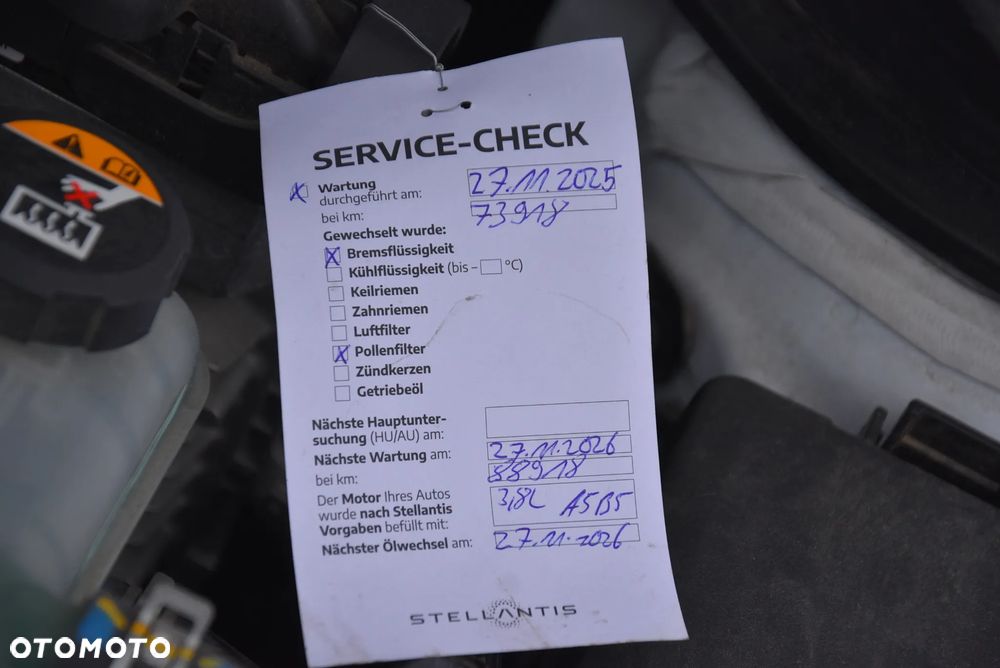 SERVICE-CHECK
X Wartung
durchgeführt am: 27.11.2025
bei km: 73918
Gewechselt wurde:
X Bremsflüssigkeit
Kühlflüssigkeit (bis – °C)
Keilriemen
Zahnriemen
Luftfilter
X Pollenfilter
Zündkerzen
Getriebeöl
Nächste Hauptunter-
suchung (HU/AU) am:
Nächste Wartung am: 27.11.2026
bei km: 88918
Der Motor Ihres Autos
wurde nach Stellantis
Vorgaben befüllt mit: 3,8L A5B5
Nächster Ölwechsel am: 27.11.2026
STELLANTIS
OTOMOTO